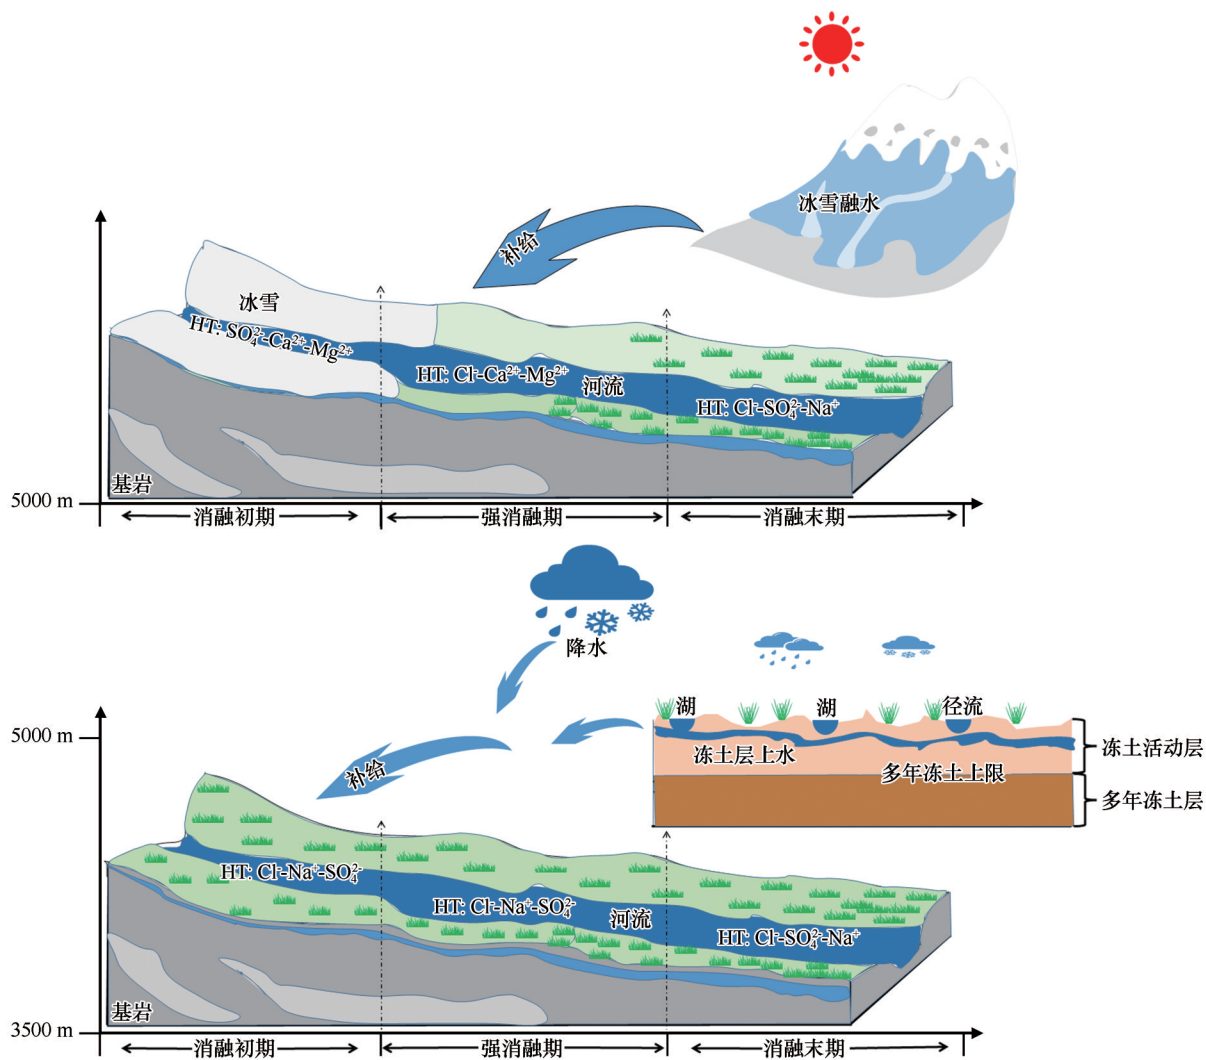 冰雪融水
补给
冰雪
HT: SO₄²⁻-Ca²⁺-Mg²⁺
HT: Cl⁻-Ca²⁺-Mg²⁺
河流
HT: Cl⁻-SO₄²⁻-Na⁺
基岩
5000 m
消融初期
强消融期
消融末期
降水
湖
湖
径流
5000 m
冻土层上水
冻土活动层
多年冻土上限
补给
多年冻土层
HT: Cl⁻-Na⁺-SO₄²⁻
HT: Cl⁻-Na⁺-SO₄²⁻
河流
HT: Cl⁻-SO₄²⁻-Na⁺
基岩
3500 m
消融初期
强消融期
消融末期